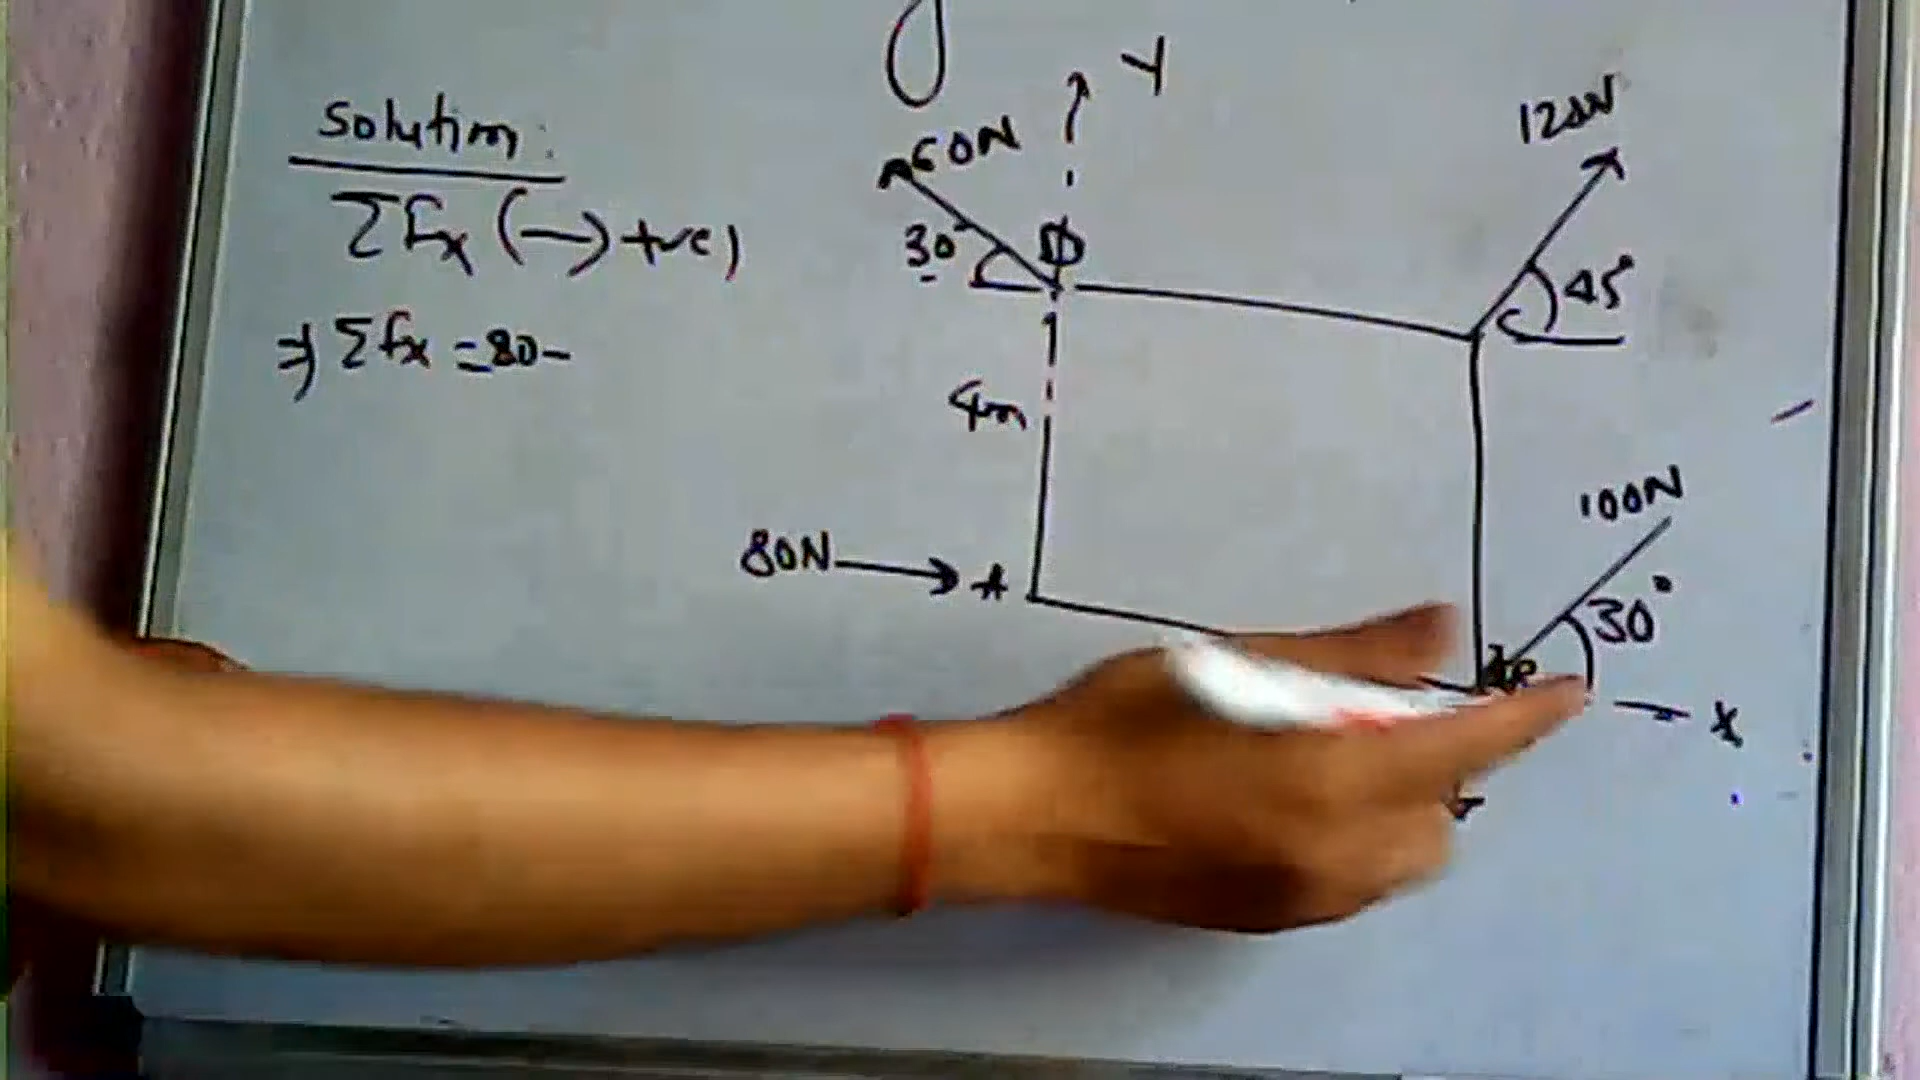 Solution:
Σfx (→ +ve)
⇒ Σfx = 80 -
Y
60N
30°
D
120N
45°
4m
80N
A
100N
30°
X